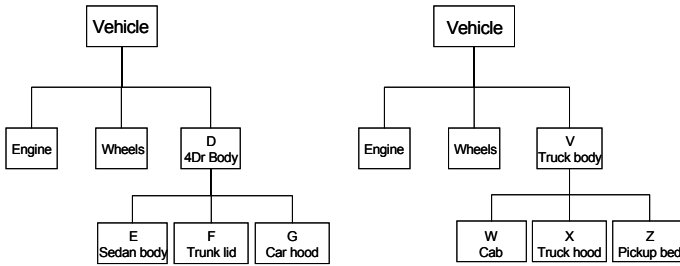 Vehicle
Engine
Wheels
D
4Dr Body
E
Sedan body
F
Trunk lid
G
Car hood
Vehicle
Engine
Wheels
V
Truck body
W
Cab
X
Truck hood
Z
Pickup bed